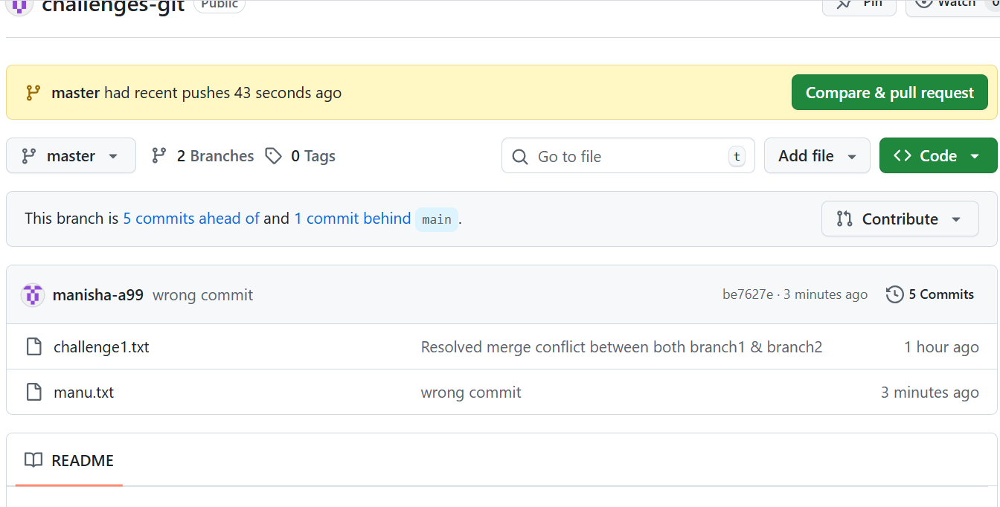 challenges-git Public Pin Watch 0
master had recent pushes 43 seconds ago Compare & pull request
master 2 Branches 0 Tags Go to file t Add file Code
This branch is 5 commits ahead of and 1 commit behind main . Contribute
manisha-a99 wrong commit be7627e · 3 minutes ago 5 Commits
challenge1.txt Resolved merge conflict between both branch1 & branch2 1 hour ago
manu.txt wrong commit 3 minutes ago
README